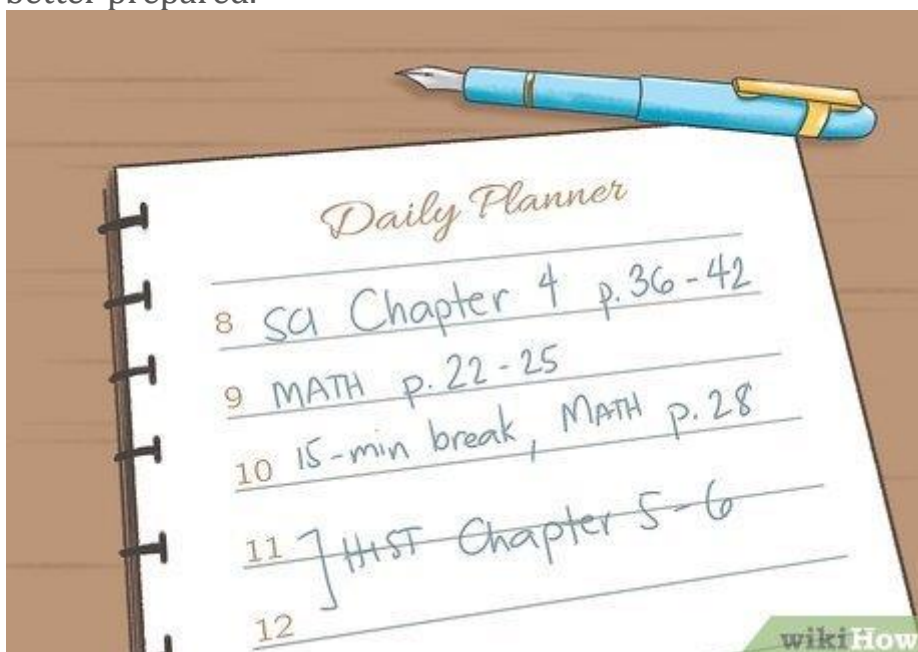 better prepared.
Daily Planner
8 SCI Chapter 4 p. 36-42
9 MATH p. 22-25
10 15-min break, MATH p. 28
11 ] HIST Chapter 5-6
12
wikiHow